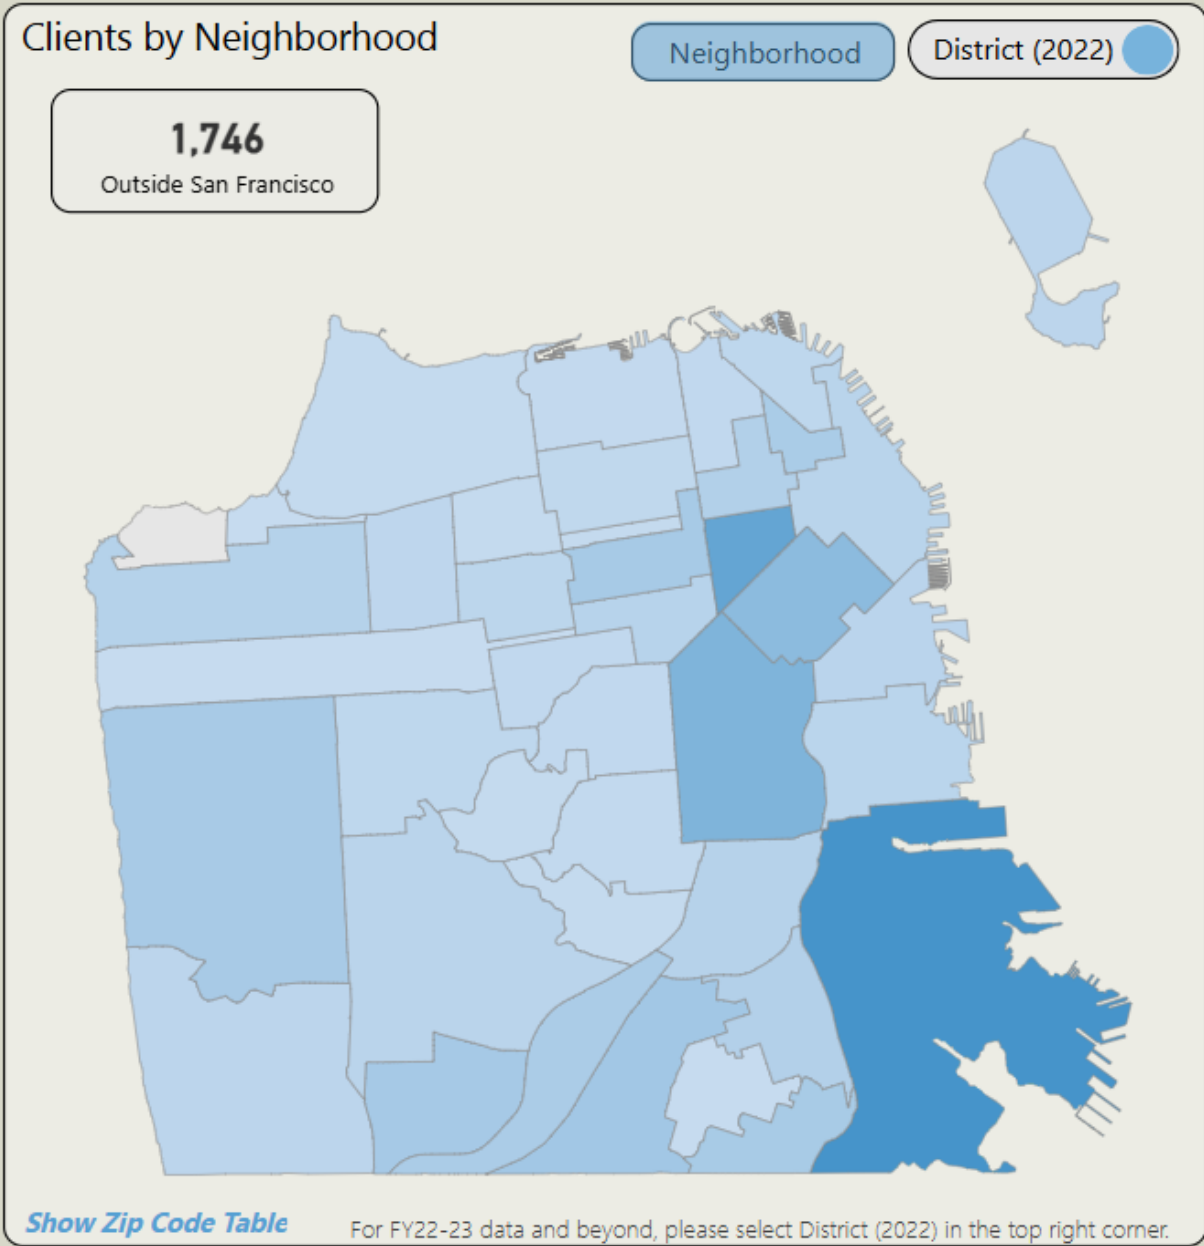 Clients by Neighborhood
Neighborhood
District (2022)
1,746
Outside San Francisco
Show Zip Code Table
For FY22-23 data and beyond, please select District (2022) in the top right corner.